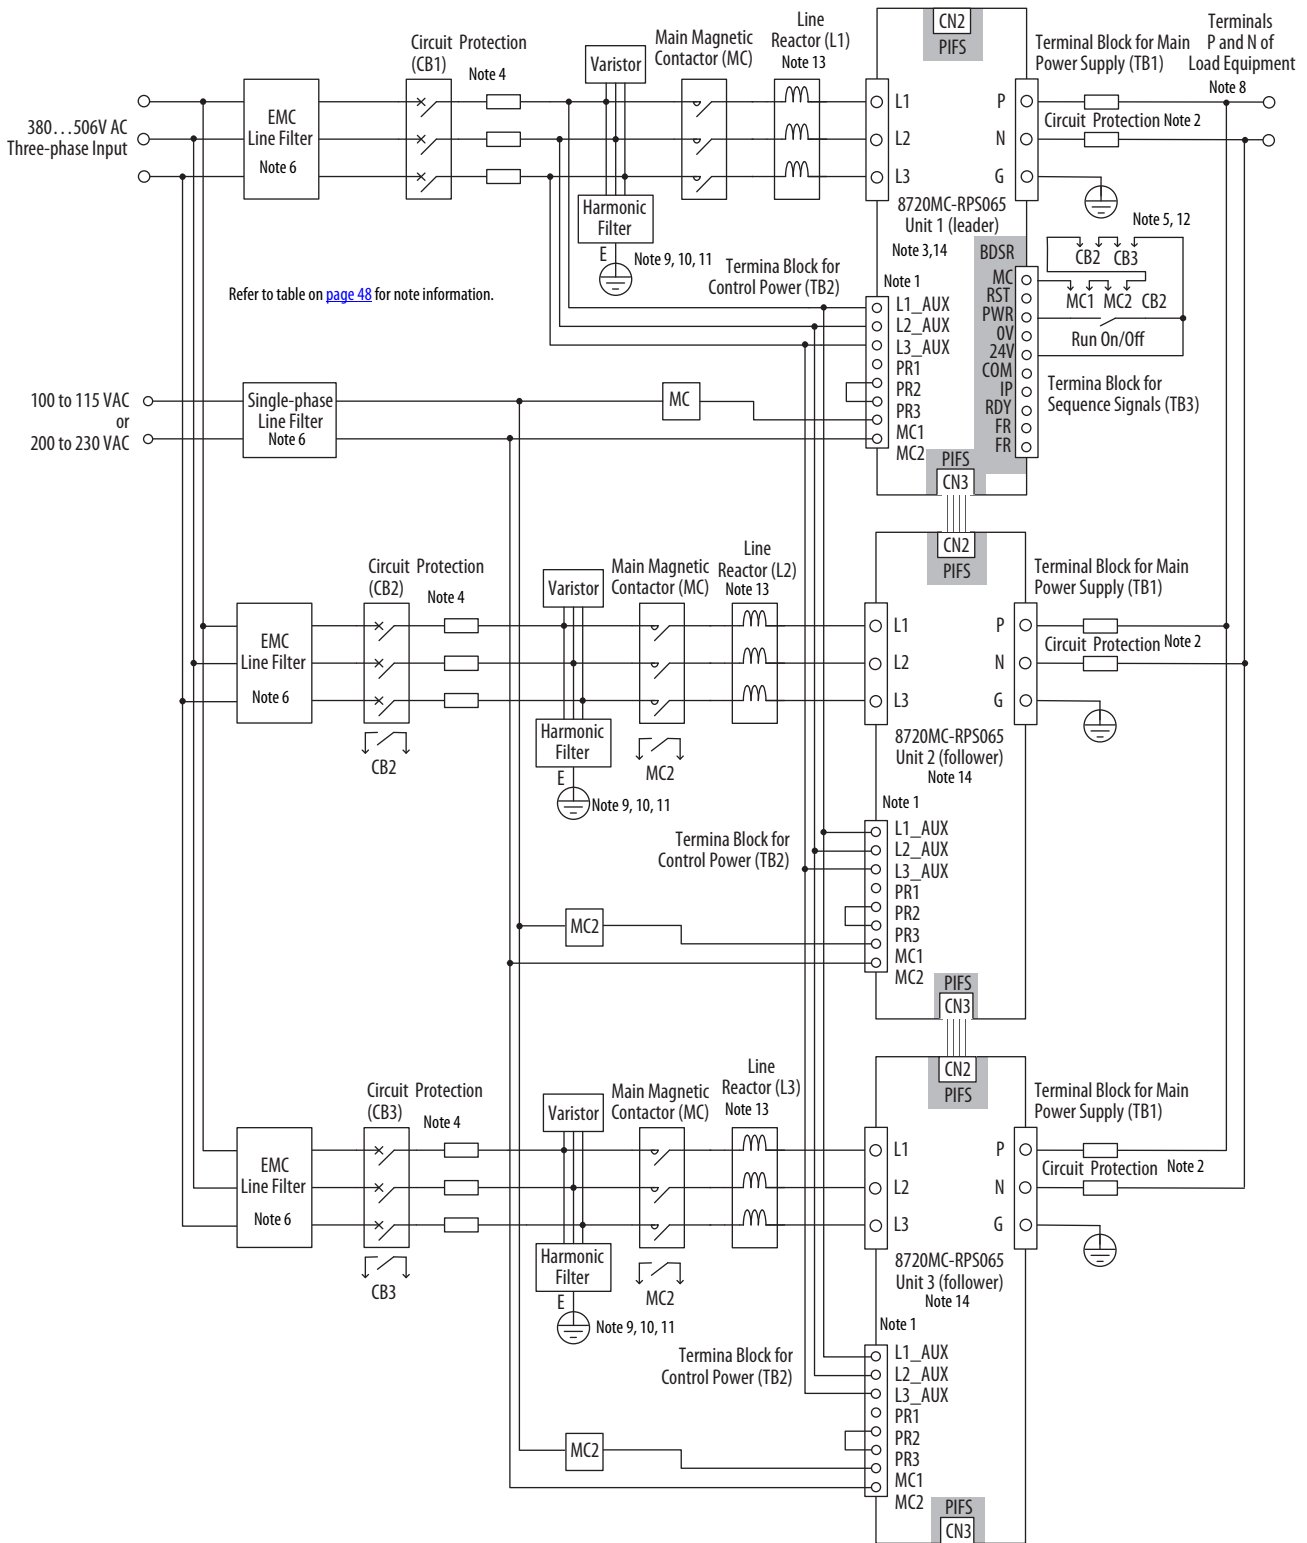 CN2
PIFS
Line
Reactor (L1)
Note 13
Terminals
P and N of
Load Equipment
Note 8
Circuit Protection
(CB1)
Note 4
Varistor
Main Magnetic
Contactor (MC)
Terminal Block for Main
Power Supply (TB1)
380...506V AC
Three-phase Input
EMC
Line Filter
Note 6
L1
L2
L3
P
N
G
Circuit Protection Note 2
Harmonic
Filter
E
Note 9, 10, 11
8720MC-RPS065
Unit 1 (leader)
Note 3,14
Note 5, 12
BDSR
CB2 CB3
MC1 MC2 CB2
Run On/Off
Refer to table on page 48 for note information.
Termina Block for
Control Power (TB2)
Note 1
L1_AUX
L2_AUX
L3_AUX
PR1
PR2
PR3
MC1
MC2
MC
RST
PWR
0V
24V
COM
IP
RDY
FR
FR
Termina Block for
Sequence Signals (TB3)
100 to 115 VAC
or
200 to 230 VAC
Single-phase
Line Filter
Note 6
MC
PIFS
CN3
CN2
PIFS
Circuit Protection
(CB2)
Note 4
Varistor
Main Magnetic
Contactor (MC)
Line
Reactor (L2)
Note 13
Terminal Block for Main
Power Supply (TB1)
EMC
Line Filter
Note 6
L1
L2
L3
P
N
G
Circuit Protection Note 2
CB2
Harmonic
Filter
E
Note 9, 10, 11
MC2
8720MC-RPS065
Unit 2 (follower)
Note 14
Note 1
Termina Block for
Control Power (TB2)
L1_AUX
L2_AUX
L3_AUX
PR1
PR2
PR3
MC1
MC2
MC2
PIFS
CN3
CN2
PIFS
Circuit Protection
(CB3)
Note 4
Varistor
Main Magnetic
Contactor (MC)
Line
Reactor (L3)
Note 13
Terminal Block for Main
Power Supply (TB1)
EMC
Line Filter
Note 6
L1
L2
L3
P
N
G
Circuit Protection Note 2
CB3
Harmonic
Filter
E
Note 9, 10, 11
MC2
8720MC-RPS065
Unit 3 (follower)
Note 14
Note 1
Termina Block for
Control Power (TB2)
L1_AUX
L2_AUX
L3_AUX
PR1
PR2
PR3
MC1
MC2
MC2
PIFS
CN3